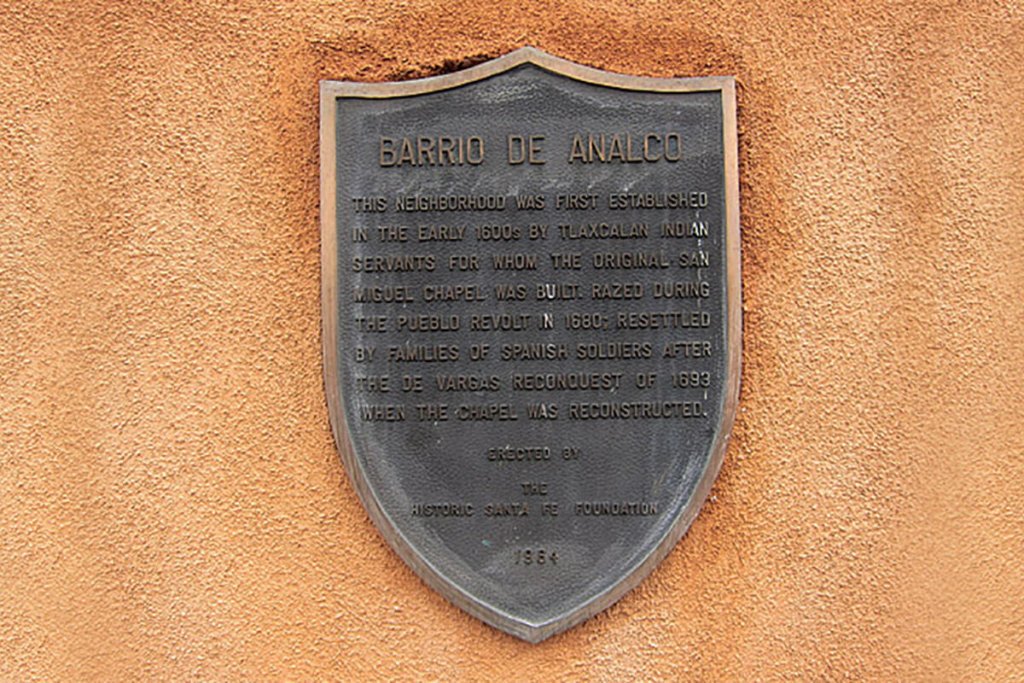 BARRIO DE ANALCO
THIS NEIGHBORHOOD WAS FIRST ESTABLISHED
IN THE EARLY 1600s BY TLAXCALAN INDIAN
SERVANTS FOR WHOM THE ORIGINAL SAN
MIGUEL CHAPEL WAS BUILT. RAZED DURING
THE PUEBLO REVOLT IN 1680; RESETTLED
BY FAMILIES OF SPANISH SOLDIERS AFTER
THE DE VARGAS RECONQUEST OF 1693
WHEN THE CHAPEL WAS RECONSTRUCTED.
ERECTED BY
THE
HISTORIC SANTA FE FOUNDATION
1964